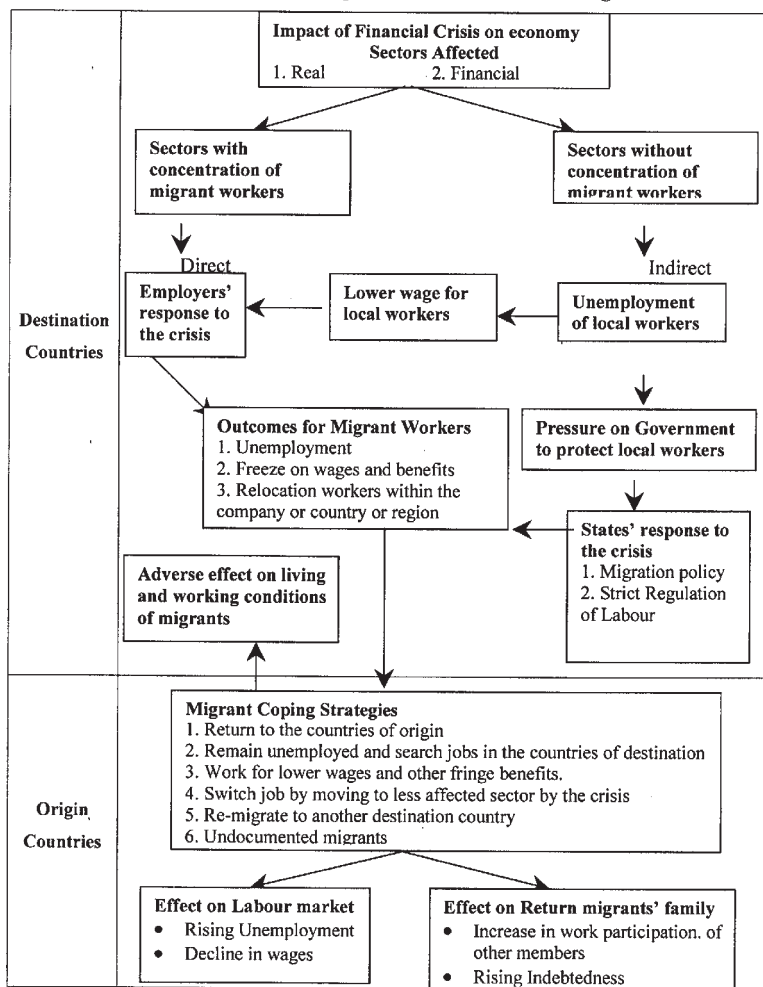 Impact of Financial Crisis on economy
Sectors Affected
1. Real 2. Financial
Sectors with
concentration of
migrant workers
Sectors without
concentration of
migrant workers
Direct
Indirect
Employers'
response to
the crisis
Lower wage for
local workers
Unemployment
of local workers
Destination
Countries
Outcomes for Migrant Workers
1. Unemployment
2. Freeze on wages and benefits
3. Relocation workers within the
company or country or region
Pressure on Government
to protect local workers
States' response to
the crisis
1. Migration policy
2. Strict Regulation
of Labour
Adverse effect on living
and working conditions
of migrants
Origin
Countries
Migrant Coping Strategies
1. Return to the countries of origin
2. Remain unemployed and search jobs in the countries of destination
3. Work for lower wages and other fringe benefits.
4. Switch job by moving to less affected sector by the crisis
5. Re-migrate to another destination country
6. Undocumented migrants
Effect on Labour market
• Rising Unemployment
• Decline in wages
Effect on Return migrants' family
• Increase in work participation. of
other members
• Rising Indebtedness